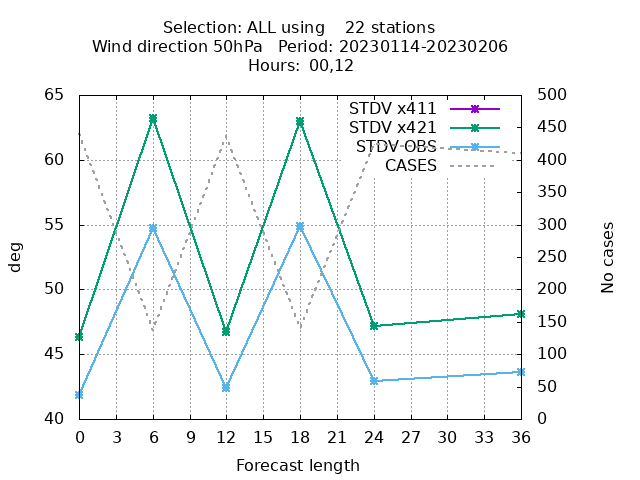 Selection: ALL using    22 stations
Wind direction 50hPa   Period: 20230114-20230206
Hours: 00,12
STDV x411
STDV x421
STDV OBS
CASES
65
60
55
50
45
40
500
450
400
350
300
250
200
150
100
50
0
deg
No cases
0 3 6 9 12 15 18 21 24 27 30 33 36
Forecast length